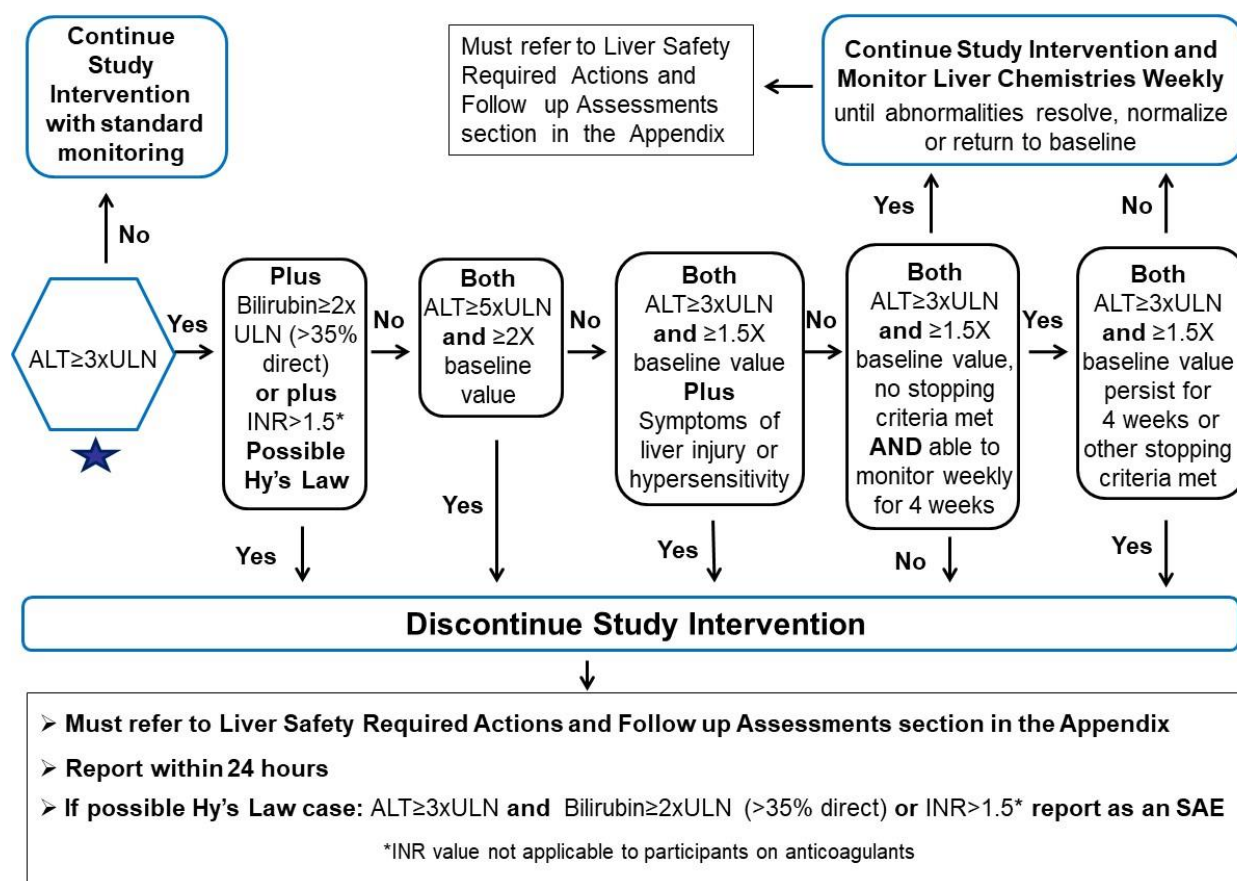 Continue
Study
Intervention
with standard
monitoring
Must refer to Liver Safety
Required Actions and
Follow up Assessments
section in the Appendix
Continue Study Intervention and
Monitor Liver Chemistries Weekly
until abnormalities resolve, normalize
or return to baseline
No
Yes
No
ALT≥3xULN
Yes
Plus
Bilirubin≥2x
ULN (>35%
direct)
or plus
INR>1.5*
Possible
Hy's Law
No
Both
ALT≥5xULN
and ≥2X
baseline
value
No
Both
ALT≥3xULN
and ≥1.5X
baseline value
Plus
Symptoms of
liver injury or
hypersensitivity
No
Both
ALT≥3xULN
and ≥1.5X
baseline value,
no stopping
criteria met
AND able to
monitor weekly
for 4 weeks
Yes
Both
ALT≥3xULN
and ≥1.5X
baseline value
persist for
4 weeks or
other stopping
criteria met
Yes
Yes
Yes
No
Yes
Discontinue Study Intervention
➢ Must refer to Liver Safety Required Actions and Follow up Assessments section in the Appendix
➢ Report within 24 hours
➢ If possible Hy's Law case: ALT≥3xULN and Bilirubin≥2xULN (>35% direct) or INR>1.5* report as an SAE
*INR value not applicable to participants on anticoagulants